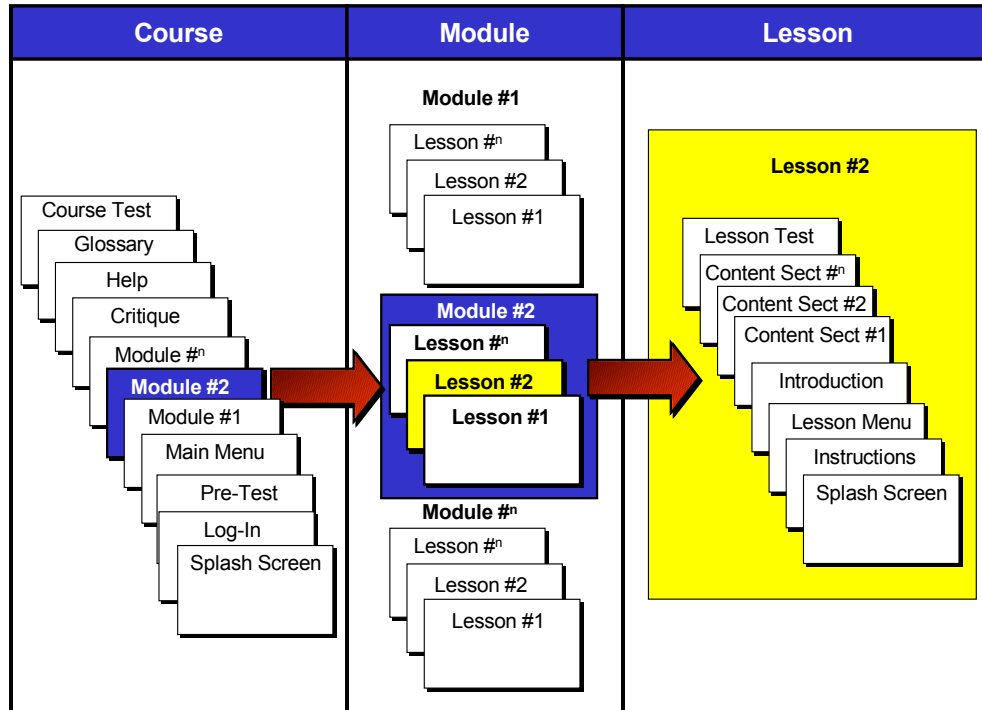 Course
Module
Lesson
Course Test
Glossary
Help
Critique
Module #ⁿ
Module #2
Module #1
Main Menu
Pre-Test
Log-In
Splash Screen
Module #1
Lesson #ⁿ
Lesson #2
Lesson #1
Module #2
Lesson #ⁿ
Lesson #2
Lesson #1
Module #ⁿ
Lesson #ⁿ
Lesson #2
Lesson #1
Lesson #2
Lesson Test
Content Sect #ⁿ
Content Sect #2
Content Sect #1
Introduction
Lesson Menu
Instructions
Splash Screen